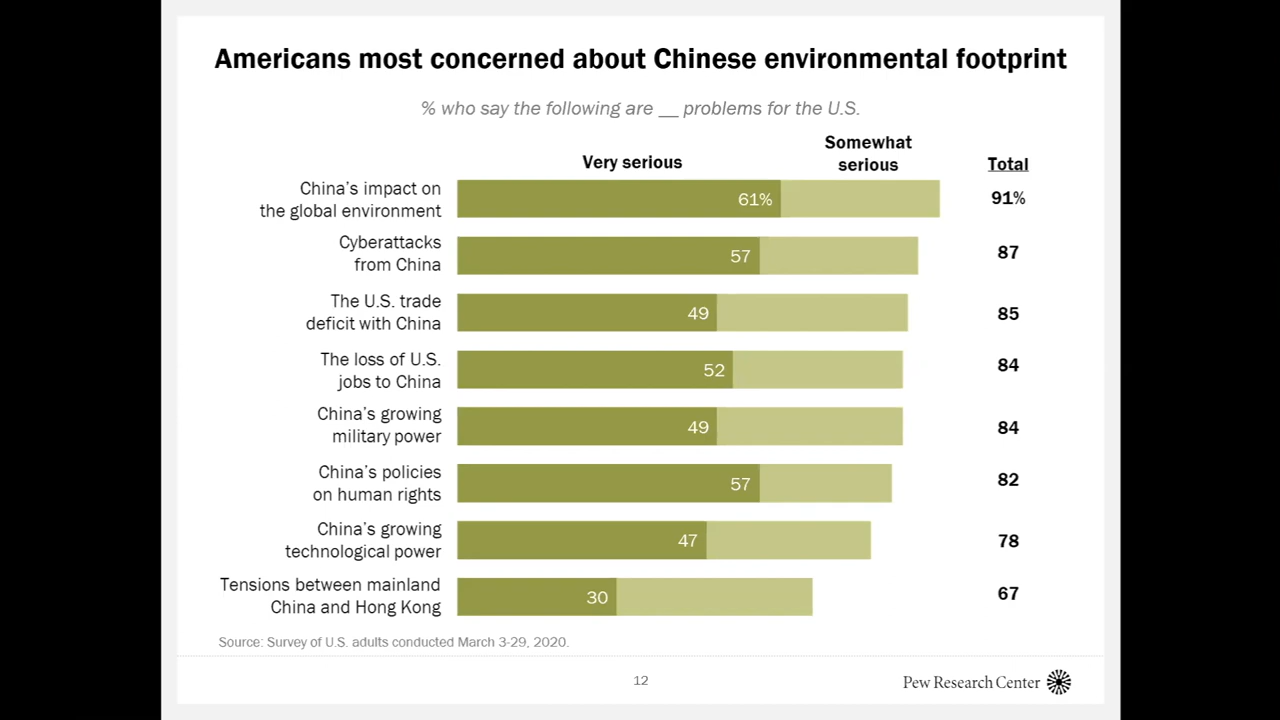 Americans most concerned about Chinese environmental footprint
% who say the following are __ problems for the U.S.
Very serious
Somewhat
serious
Total
China's impact on
the global environment
61%
91%
Cyberattacks
from China
57
87
The U.S. trade
deficit with China
49
85
The loss of U.S.
jobs to China
52
84
China's growing
military power
49
84
China's policies
on human rights
57
82
China's growing
technological power
47
78
Tensions between mainland
China and Hong Kong
30
67
Source: Survey of U.S. adults conducted March 3-29, 2020.
12
Pew Research Center